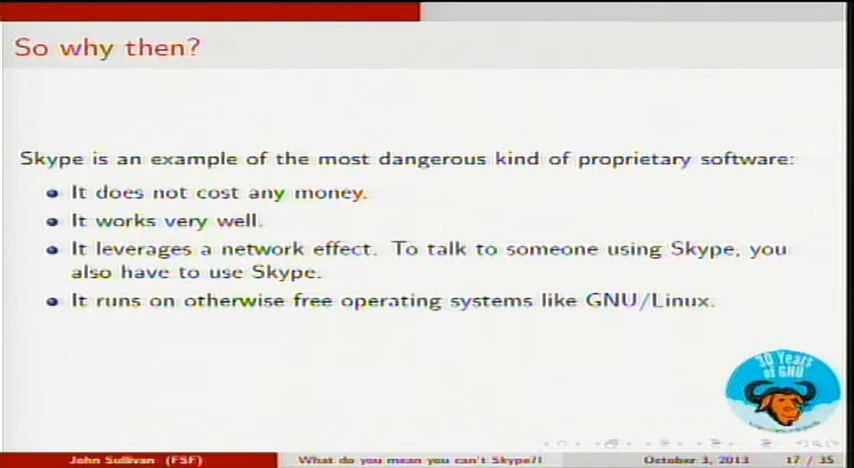 So why then?
Skype is an example of the most dangerous kind of proprietary software:
It does not cost any money.
It works very well.
It leverages a network effect. To talk to someone using Skype, you
also have to use Skype.
It runs on otherwise free operating systems like GNU/Linux.
30 Years
of GNU
John Sullivan (FSF)
What do you mean you can't Skype?!
October 3, 2013
17 / 35